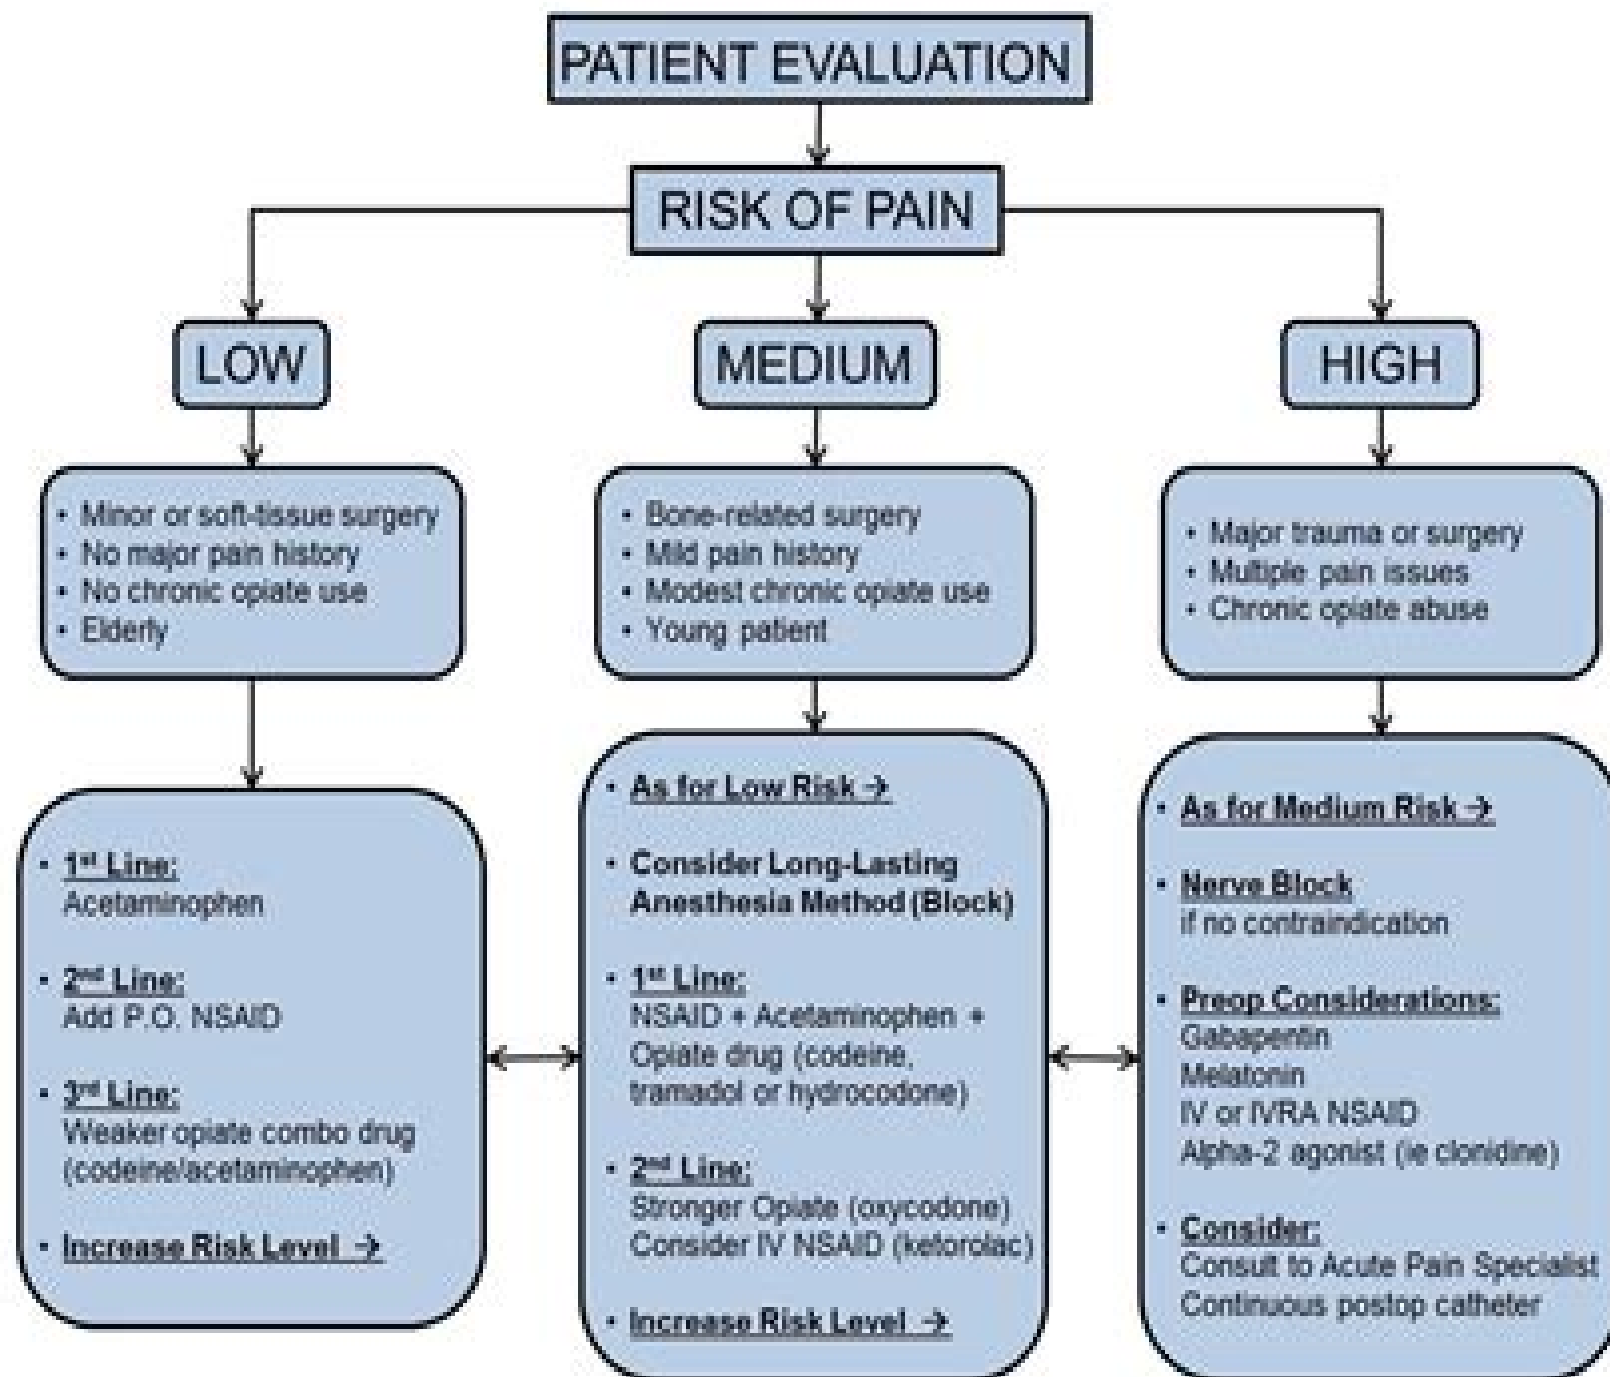 PATIENT EVALUATION
RISK OF PAIN
LOW
MEDIUM
HIGH
• Minor or soft-tissue surgery
• No major pain history
• No chronic opiate use
• Elderly
• Bone-related surgery
• Mild pain history
• Modest chronic opiate use
• Young patient
• Major trauma or surgery
• Multiple pain issues
• Chronic opiate abuse
• 1st Line:
Acetaminophen
• 2nd Line:
Add P.O. NSAID
• 3rd Line:
Weaker opiate combo drug
(codeine/acetaminophen)
• Increase Risk Level →
• As for Low Risk →
• Consider Long-Lasting
Anesthesia Method (Block)
• 1st Line:
NSAID + Acetaminophen +
Opiate drug (codeine,
tramadol or hydrocodone)
• 2nd Line:
Stronger Opiate (oxycodone)
Consider IV NSAID (ketorolac)
• Increase Risk Level →
• As for Medium Risk →
• Nerve Block
if no contraindication
• Preop Considerations:
Gabapentin
Melatonin
IV or IVRA NSAID
Alpha-2 agonist (ie clonidine)
• Consider:
Consult to Acute Pain Specialist
Continuous postop catheter